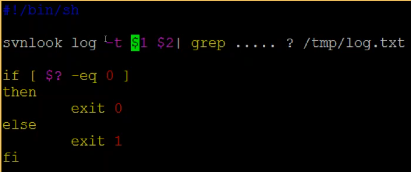 #!/bin/sh
svnlook log -t $1 $2| grep ..... ? /tmp/log.txt
if [ $? -eq 0 ]
then
exit 0
else
exit 1
fi